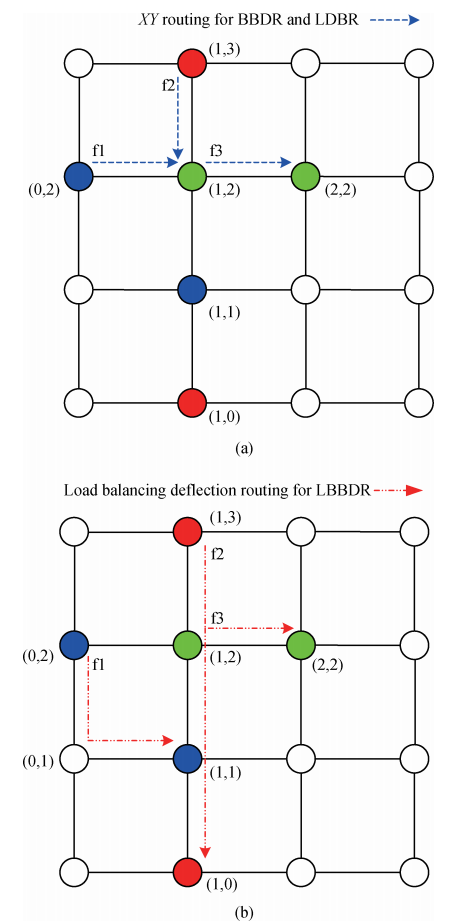 XY routing for BBDR and LDBR
(1,3)
f2
f1
f3
(0,2)
(1,2)
(2,2)
(1,1)
(1,0)
(a)
Load balancing deflection routing for LBBDR
(1,3)
f2
f3
(0,2)
f1
(1,2)
(2,2)
(0,1)
(1,1)
(1,0)
(b)